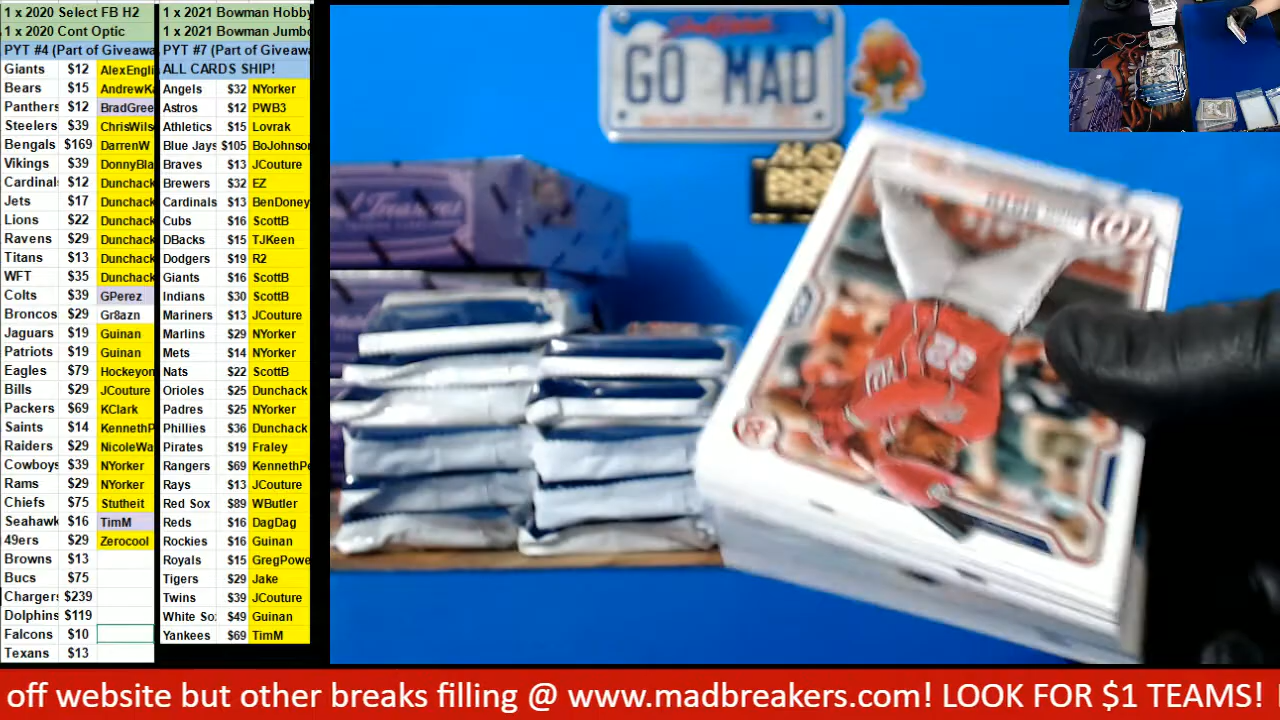 1 x 2020 Select FB H2
1 x 2020 Cont Optic
PYT #4 (Part of Giveawa
Giants $12 AlexEngli
Bears $15 AndrewKa
Panthers $12 BradGree
Steelers $39 ChrisWils
Bengals $169 DarrenW
Vikings $39 DonnyBla
Cardinal $12 Dunchack
Jets $17 Dunchack
Lions $22 Dunchack
Ravens $29 Dunchack
Titans $13 Dunchack
WFT $35 Dunchack
Colts $39 GPerez
Broncos $29 Gr8azn
Jaguars $19 Guinan
Patriots $19 Guinan
Eagles $79 Hockeyon
Bills $29 JCouture
Packers $69 KClark
Saints $14 KennethP
Raiders $29 NicoleWa
Cowboys $39 NYorker
Rams $29 NYorker
Chiefs $75 Stutheit
Seahawk $16 TimM
49ers $29 Zerocool
Browns $13
Bucs $75
Chargers $239
Dolphins $119
Falcons $10
Texans $13
1 x 2021 Bowman Hobby
1 x 2021 Bowman Jumbo
PYT #7 (Part of Giveawa
ALL CARDS SHIP!
Angels $32 NYorker
Astros $12 PWB3
Athletics $15 Lovrak
Blue Jays $105 BoJohnson
Braves $13 JCouture
Brewers $32 EZ
Cardinals $13 BenDoney
Cubs $16 ScottB
DBacks $15 TJKeen
Dodgers $19 R2
Giants $16 ScottB
Indians $30 ScottB
Mariners $13 JCouture
Marlins $29 NYorker
Mets $14 NYorker
Nats $22 ScottB
Orioles $25 Dunchack
Padres $25 NYorker
Phillies $36 Dunchack
Pirates $19 Fraley
Rangers $69 KennethPe
Rays $13 JCouture
Red Sox $89 WButler
Reds $16 DagDag
Rockies $16 Guinan
Royals $15 GregPowe
Tigers $29 Jake
Twins $39 JCouture
White So $49 Guinan
Yankees $69 TimM
GO MAD
MAD
Treasures
22
off website but other breaks filling @ www.madbreakers.com! LOOK FOR $1 TEAMS!